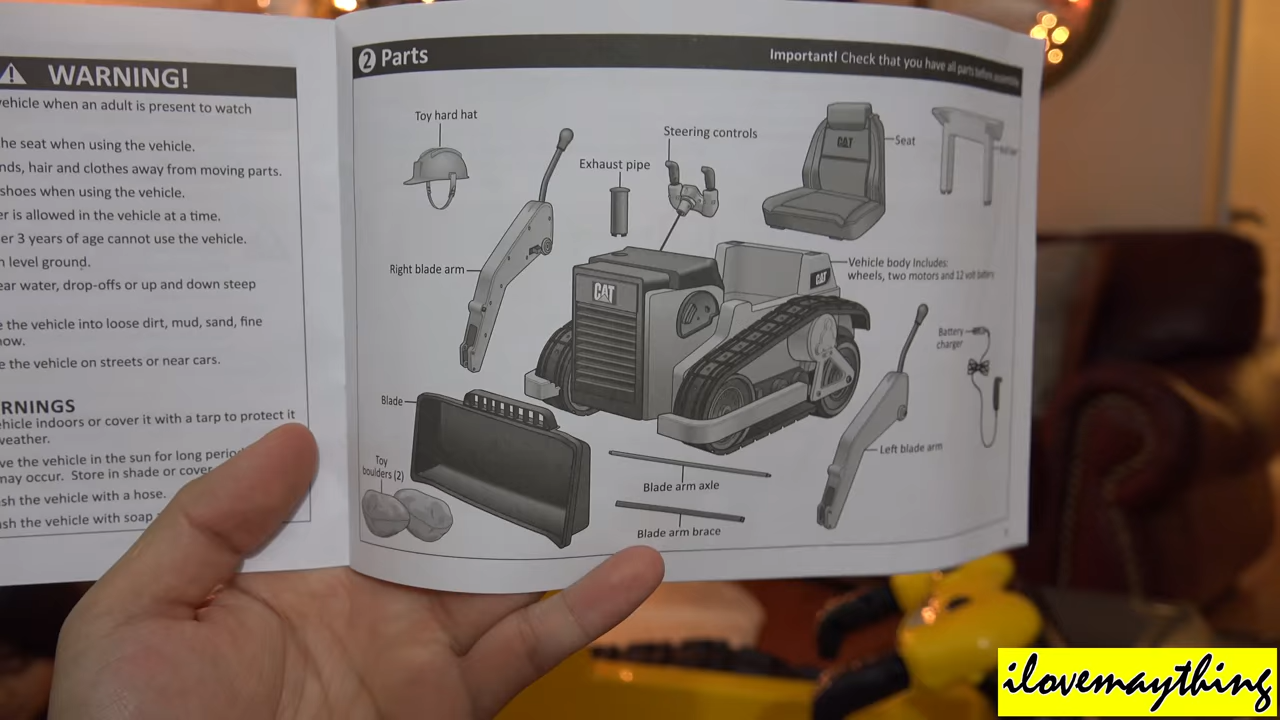 WARNING!
vehicle when an adult is present to watch
he seat when using the vehicle.
nds, hair and clothes away from moving parts.
shoes when using the vehicle.
er is allowed in the vehicle at a time.
er 3 years of age cannot use the vehicle.
n level ground.
ear water, drop-offs or up and down steep
e the vehicle into loose dirt, mud, sand, fine
now.
e the vehicle on streets or near cars.
RNINGS
hicle indoors or cover it with a tarp to protect it
weather.
ve the vehicle in the sun for long period
may occur. Store in shade or cover
sh the vehicle with a hose.
ash the vehicle with soap
2 Parts
Important! Check that you have all parts before
Toy hard hat
Steering controls
Exhaust pipe
CAT
Seat
Right blade arm
Vehicle body Includes:
wheels, two motors and 12 volt battery
CAT
CAT
Battery
charger
Blade
Left blade arm
Toy
boulders (2)
Blade arm axle
Blade arm brace
ilovemaything